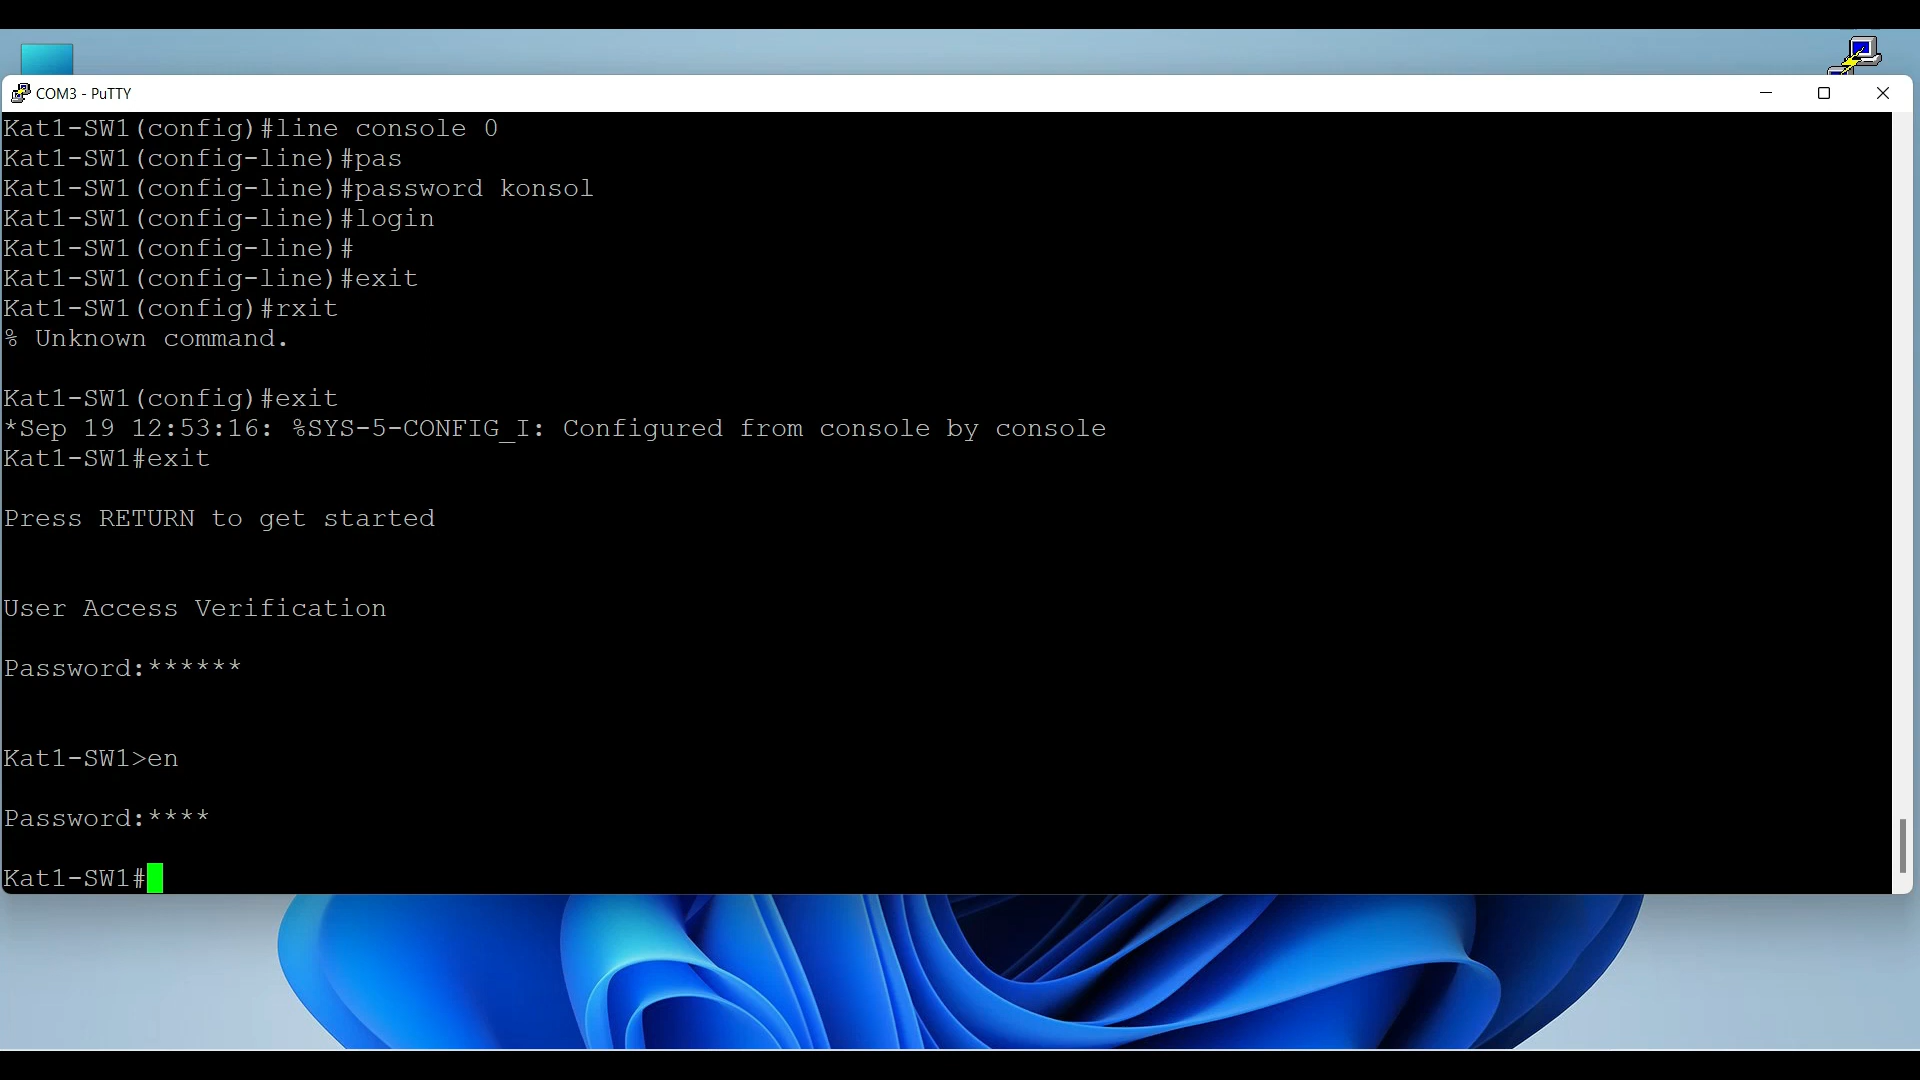 COM3 - PuTTY
Kat1-SW1(config)#line console 0
Kat1-SW1(config-line)#pas
Kat1-SW1(config-line)#password konsol
Kat1-SW1(config-line)#login
Kat1-SW1(config-line)#
Kat1-SW1(config-line)#exit
Kat1-SW1(config)#rxit
% Unknown command.
Kat1-SW1(config)#exit
*Sep 19 12:53:16: %SYS-5-CONFIG_I: Configured from console by console
Kat1-SW1#exit
Press RETURN to get started
User Access Verification
Password:******
Kat1-SW1>en
Password:****
Kat1-SW1#